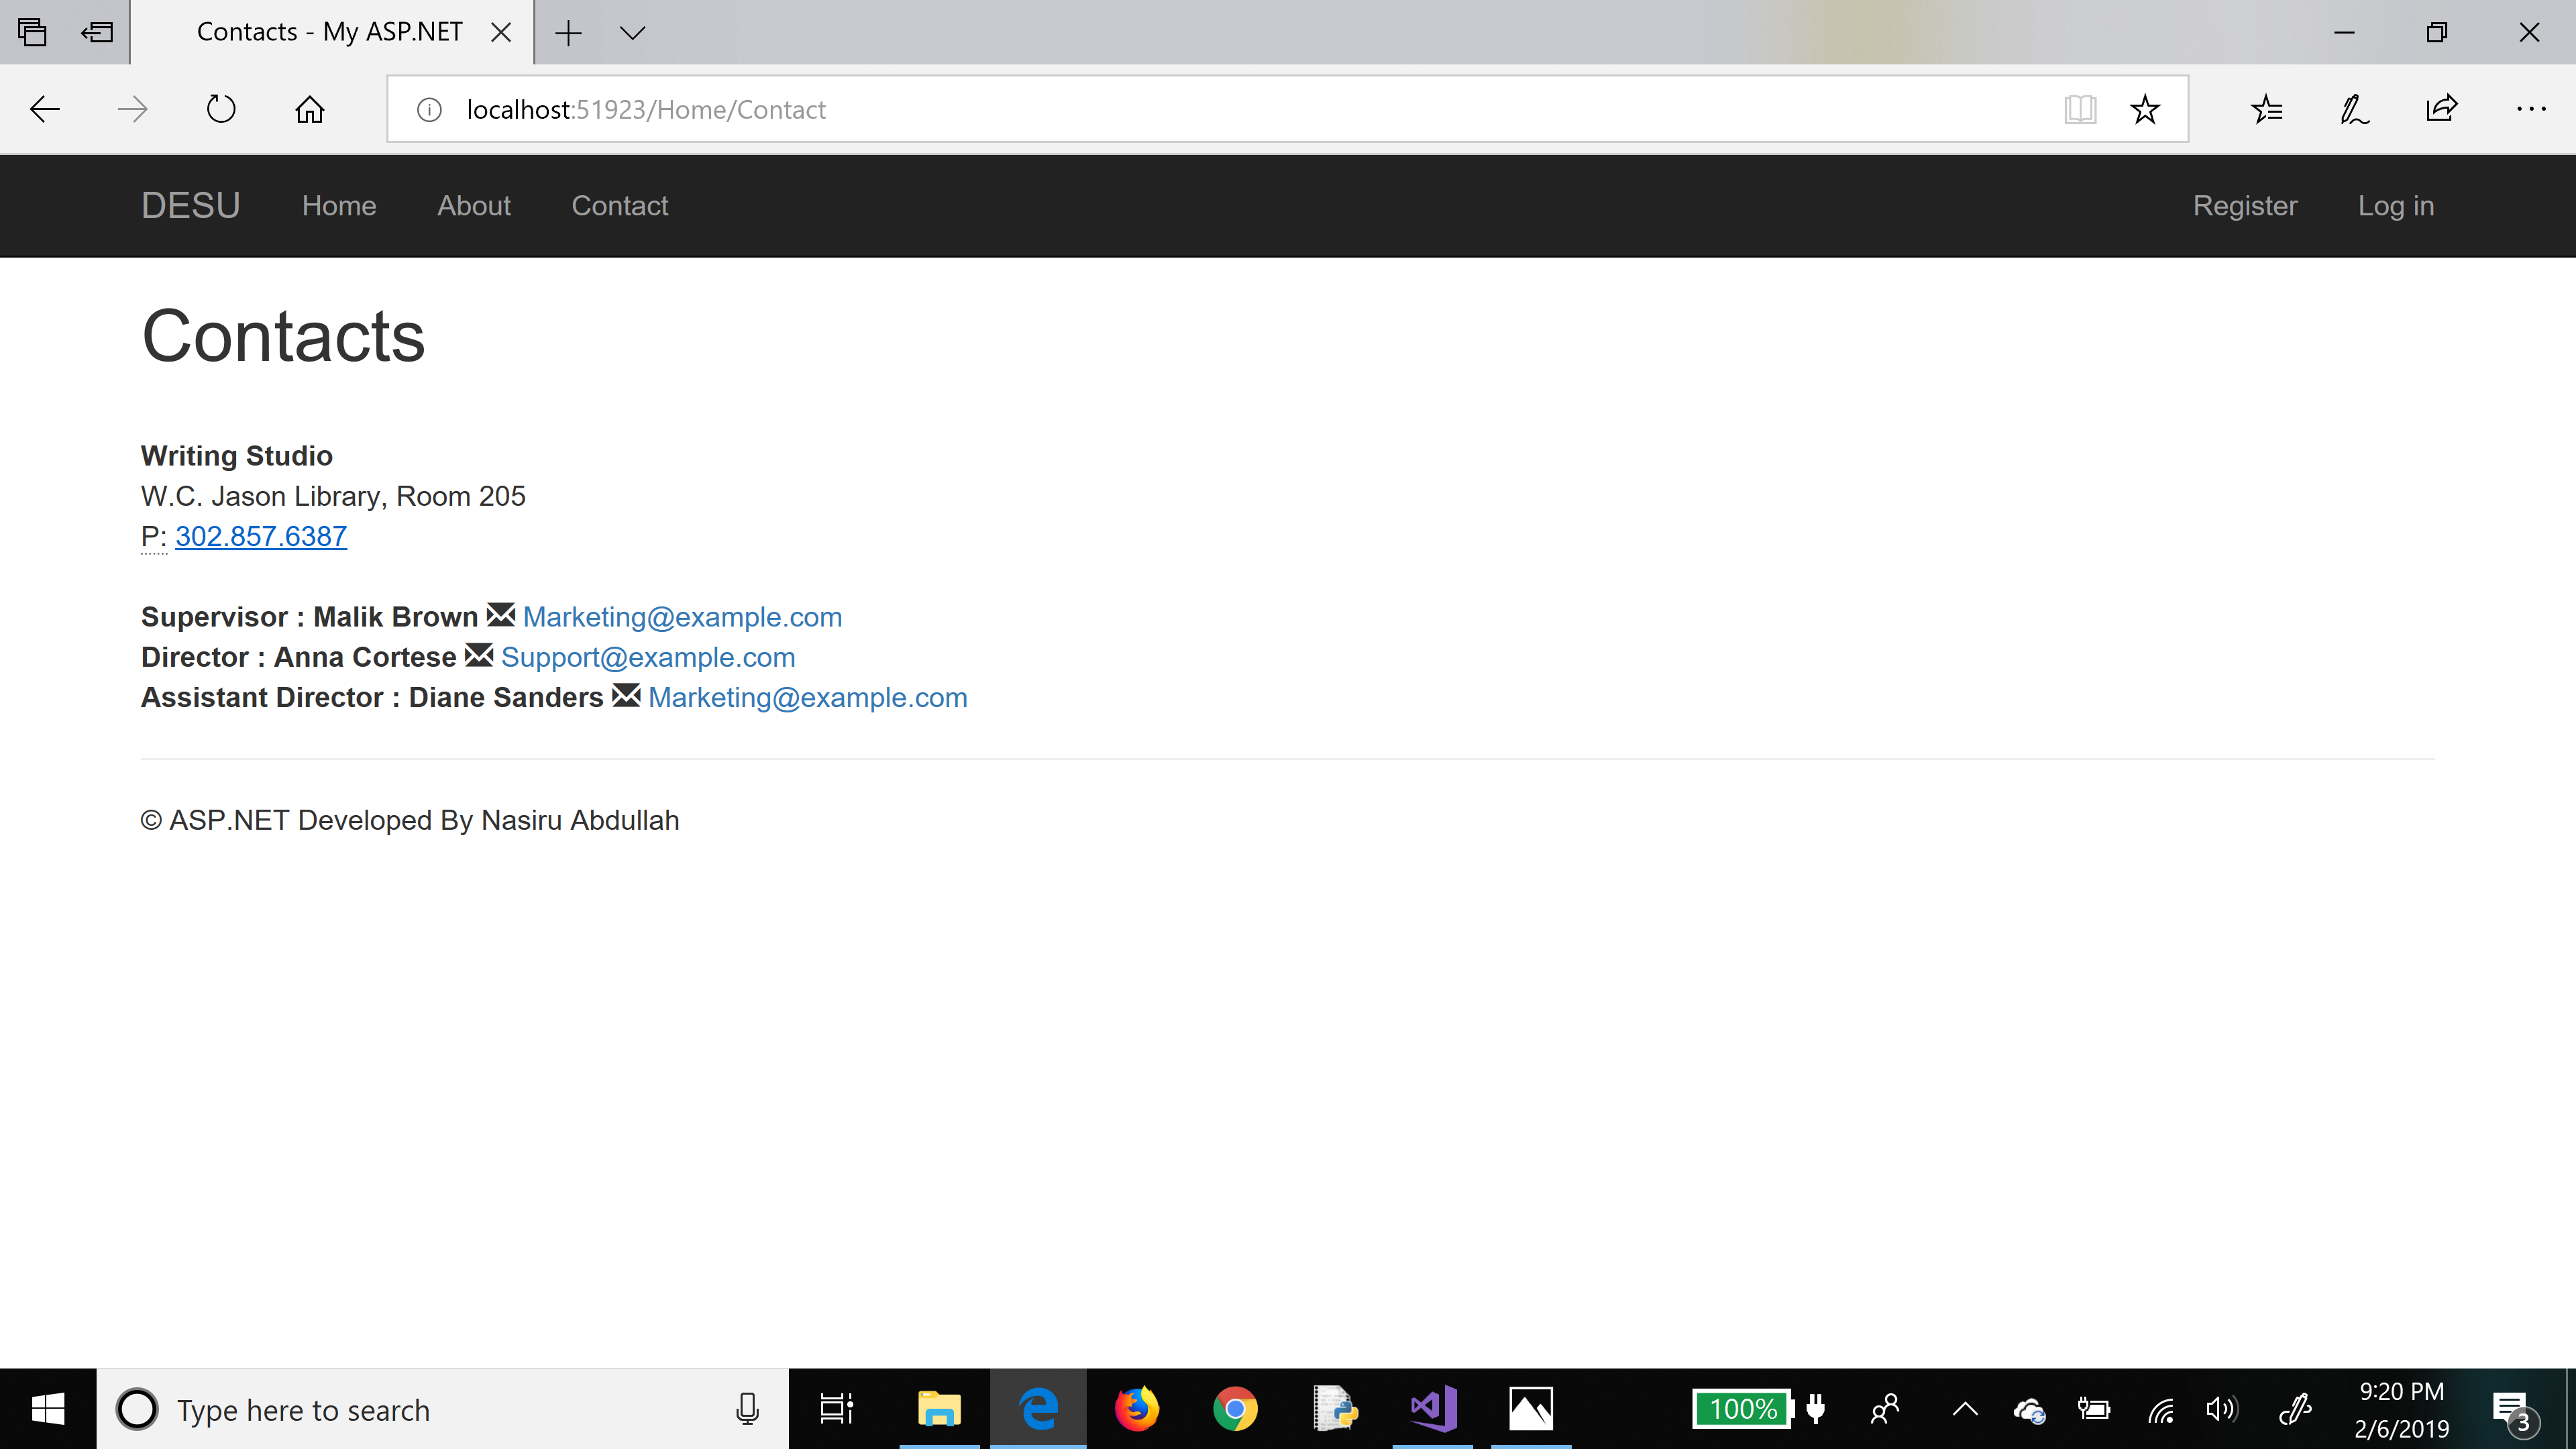 Contacts - My ASP.NET
localhost:51923/Home/Contact
DESU Home About Contact Register Log in
Contacts
Writing Studio
W.C. Jason Library, Room 205
P: 302.857.6387
Supervisor : Malik Brown Marketing@example.com
Director : Anna Cortese Support@example.com
Assistant Director : Diane Sanders Marketing@example.com
© ASP.NET Developed By Nasiru Abdullah
Type here to search
100%
9:20 PM
2/6/2019
3